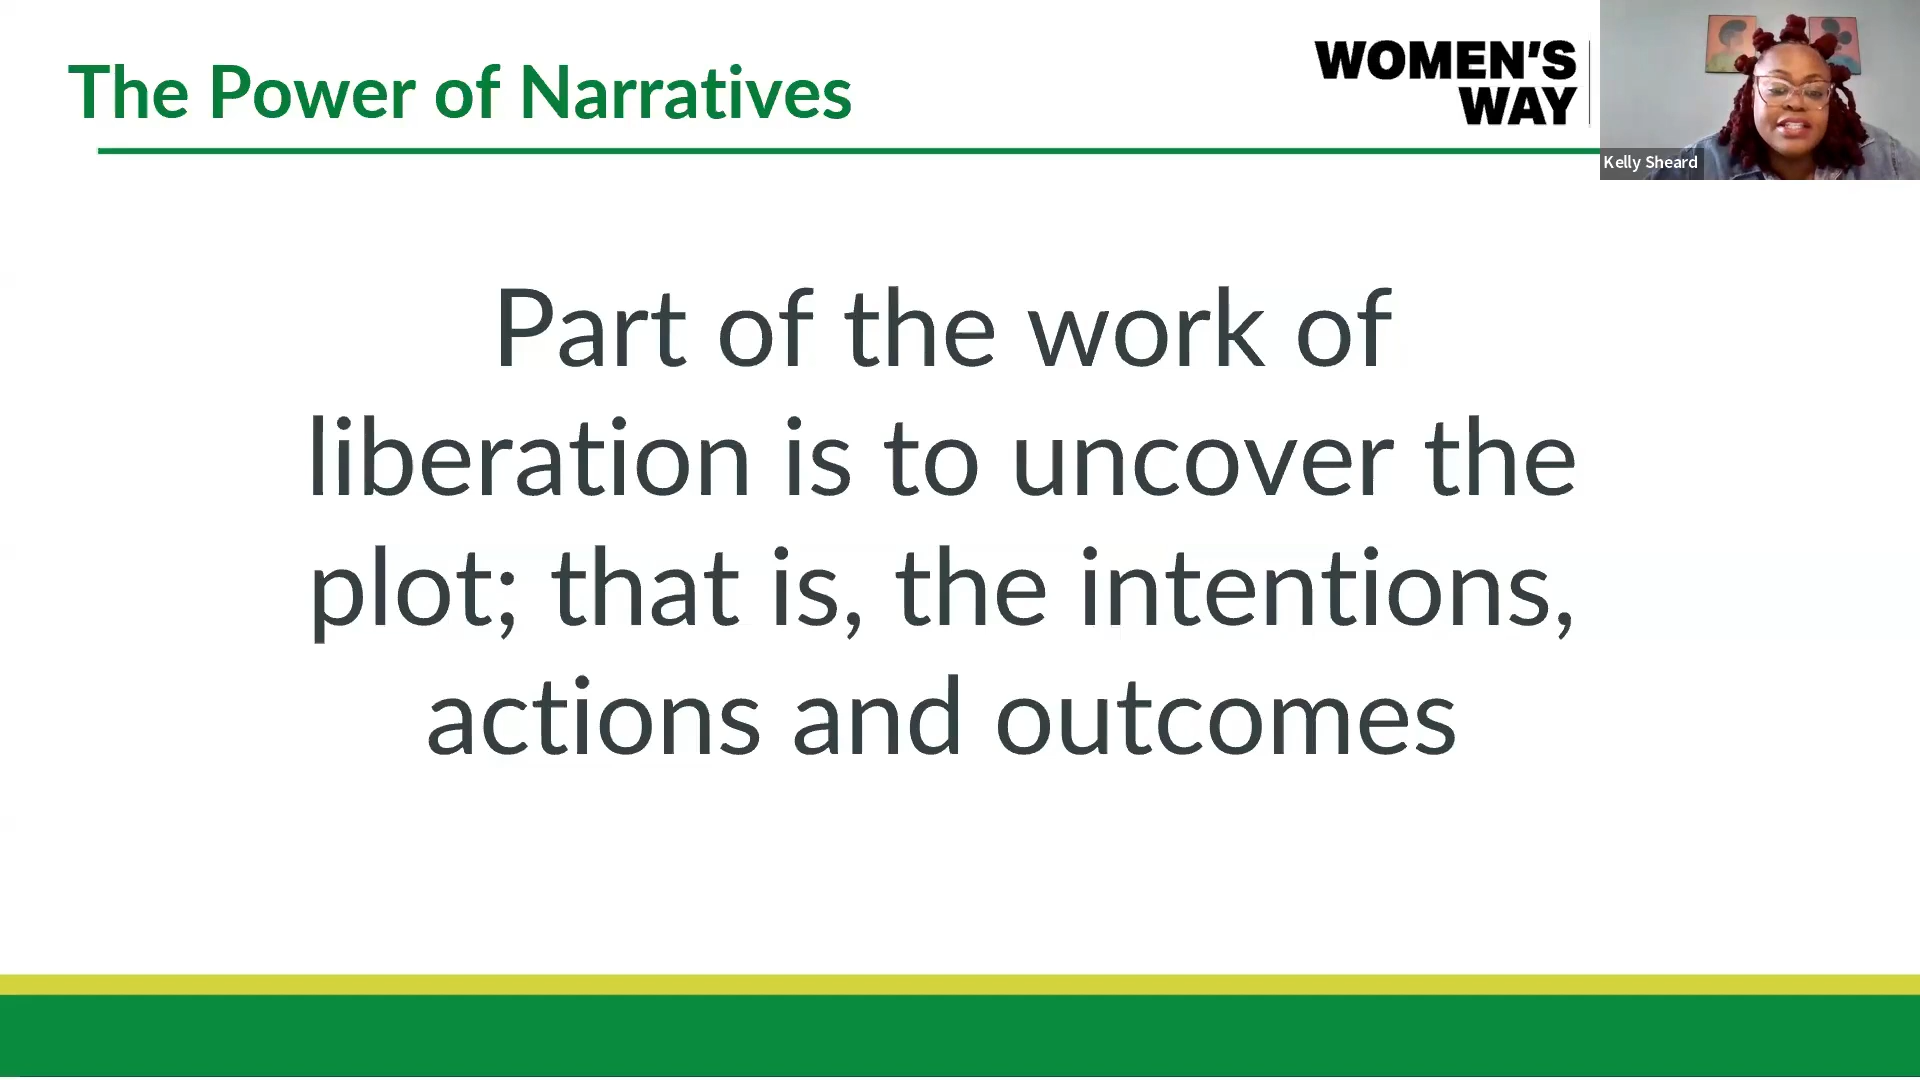 The Power of Narratives
WOMEN'S
WAY
Kelly Sheard
Part of the work of
liberation is to uncover the
plot; that is, the intentions,
actions and outcomes